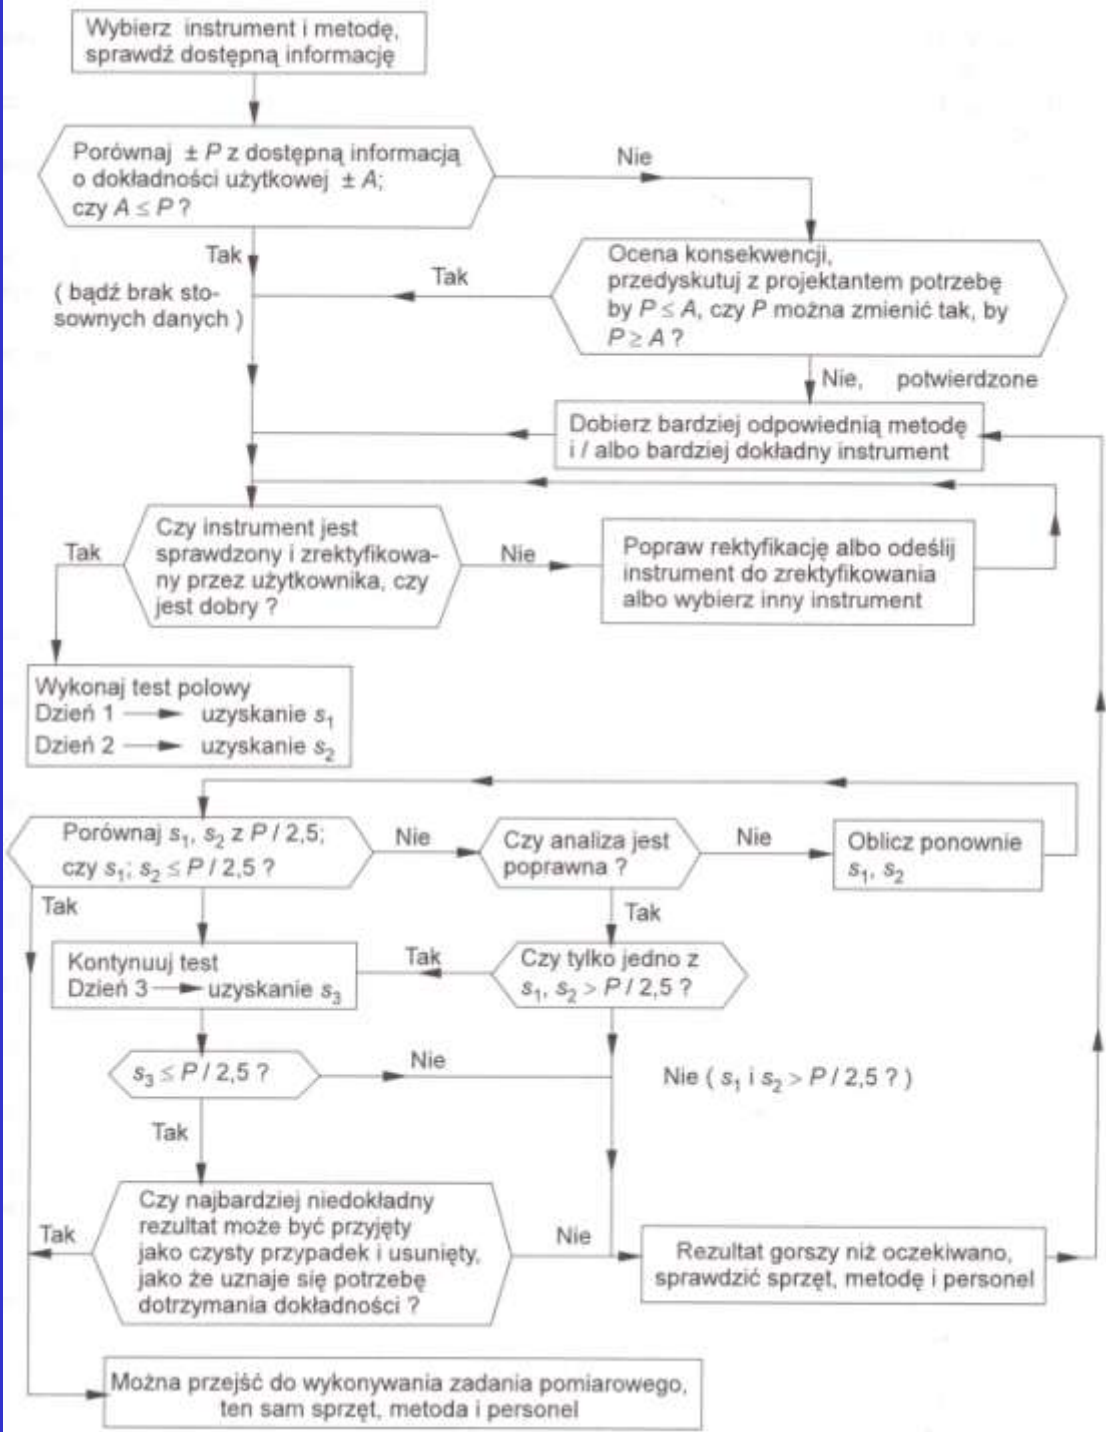 Wybierz instrument i metodę,
sprawdź dostępną informację
Porównaj ± P z dostępną informacją
o dokładności użytkowej ± A;
czy A ≤ P ?
Nie
Tak
( bądź brak sto-
sownych danych )
Tak
Ocena konsekwencji,
przedyskutuj z projektantem potrzebę
by P ≤ A, czy P można zmienić tak, by
P ≥ A ?
Nie, potwierdzone
Dobierz bardziej odpowiednią metodę
i / albo bardziej dokładny instrument
Czy instrument jest
sprawdzony i zrektyfikowa-
ny przez użytkownika, czy
jest dobry ?
Tak
Nie
Popraw rektyfikację albo odeślij
instrument do zrektyfikowania
albo wybierz inny instrument
Wykonaj test polowy
Dzień 1 → uzyskanie s₁
Dzień 2 → uzyskanie s₂
Porównaj s₁, s₂ z P / 2,5;
czy s₁; s₂ ≤ P / 2,5 ?
Nie
Czy analiza jest
poprawna ?
Nie
Oblicz ponownie
s₁, s₂
Tak
Tak
Kontynuuj test
Dzień 3 → uzyskanie s₃
Tak
Czy tylko jedno z
s₁, s₂ > P / 2,5 ?
s₃ ≤ P / 2,5 ?
Nie
Nie ( s₁ i s₂ > P / 2,5 ? )
Tak
Czy najbardziej niedokładny
rezultat może być przyjęty
jako czysty przypadek i usunięty,
jako że uznaje się potrzebę
dotrzymania dokładności ?
Tak
Nie
Rezultat gorszy niż oczekiwano,
sprawdzić sprzęt, metodę i personel
Można przejść do wykonywania zadania pomiarowego,
ten sam sprzęt, metoda i personel